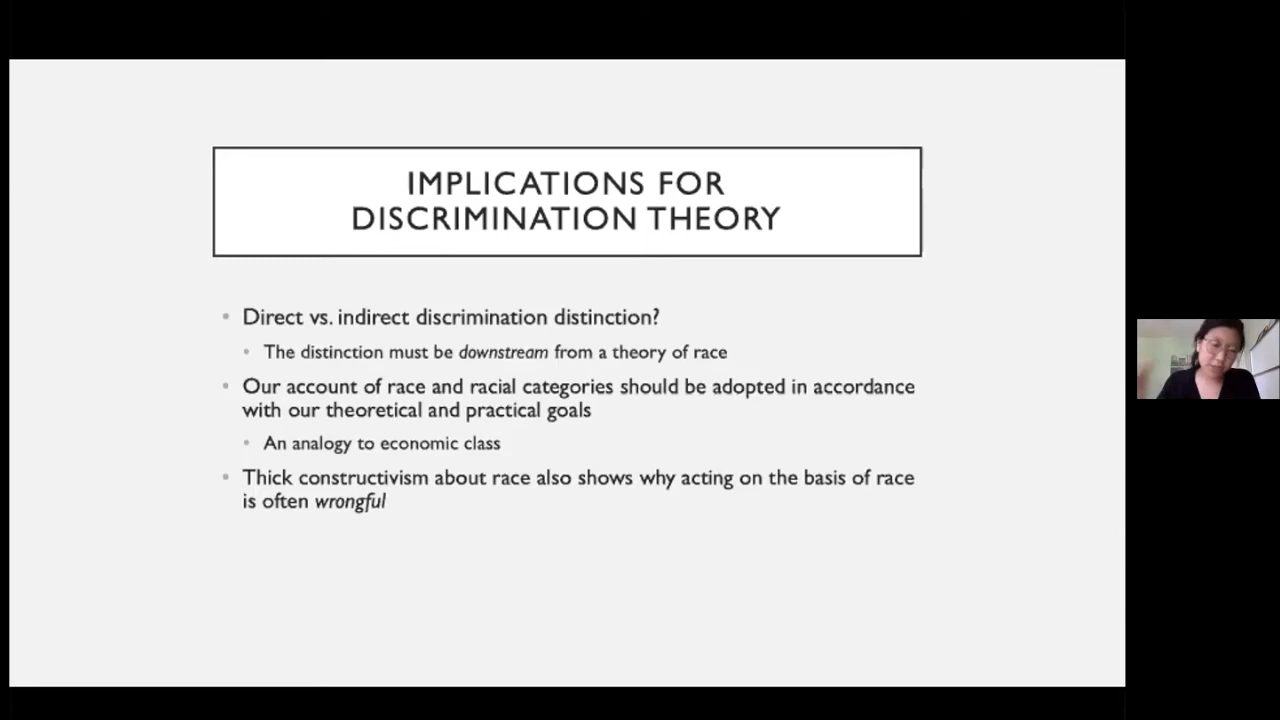 IMPLICATIONS FOR
DISCRIMINATION THEORY
• Direct vs. indirect discrimination distinction?
• The distinction must be downstream from a theory of race
• Our account of race and racial categories should be adopted in accordance
with our theoretical and practical goals
• An analogy to economic class
• Thick constructivism about race also shows why acting on the basis of race
is often wrongful